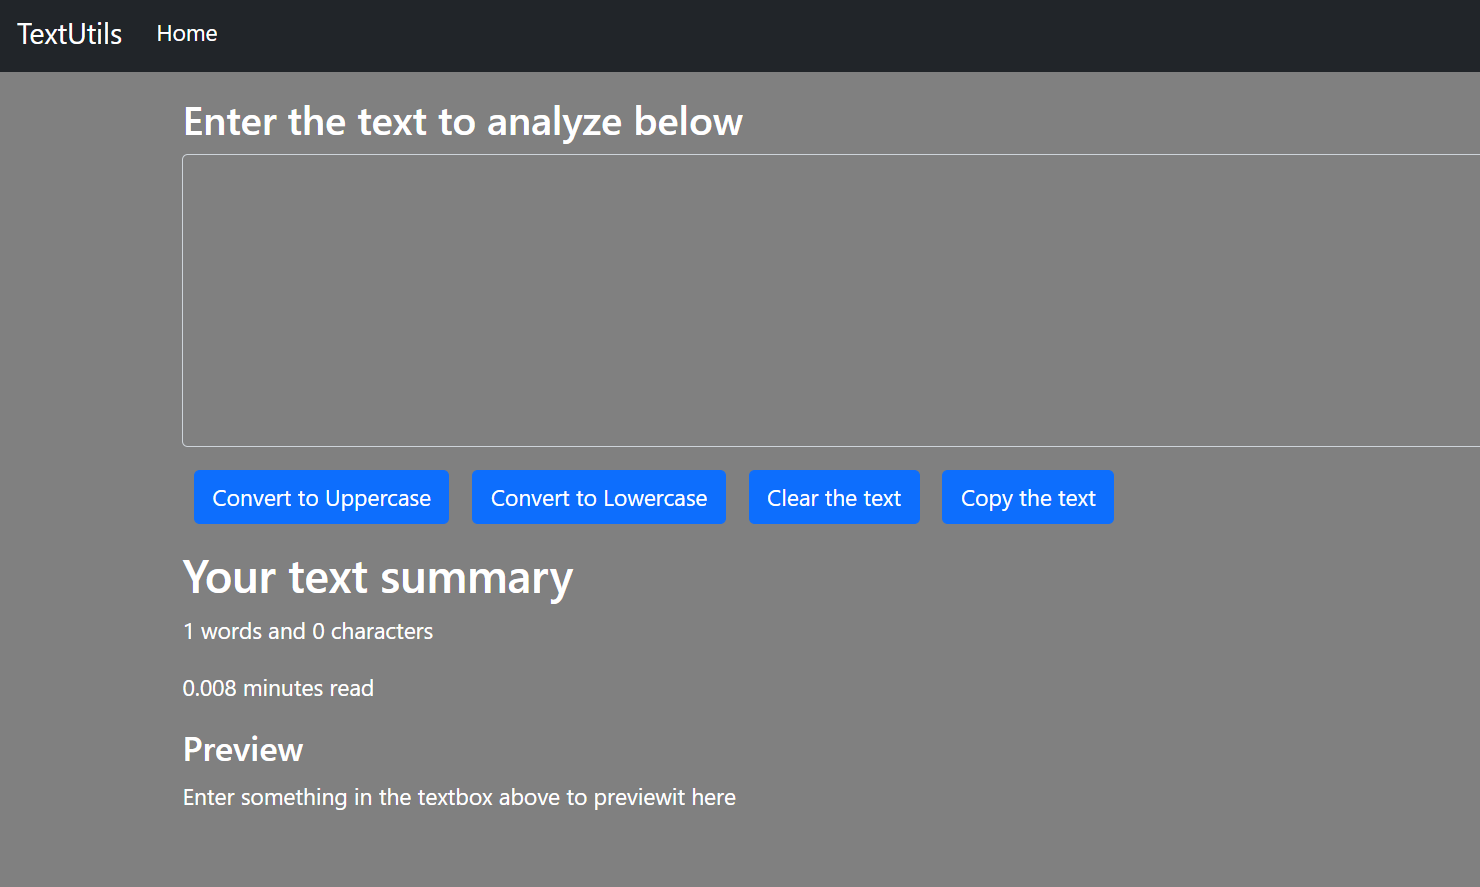 TextUtils Home
Enter the text to analyze below
Convert to Uppercase Convert to Lowercase Clear the text Copy the text
Your text summary
1 words and 0 characters
0.008 minutes read
Preview
Enter something in the textbox above to previewit here